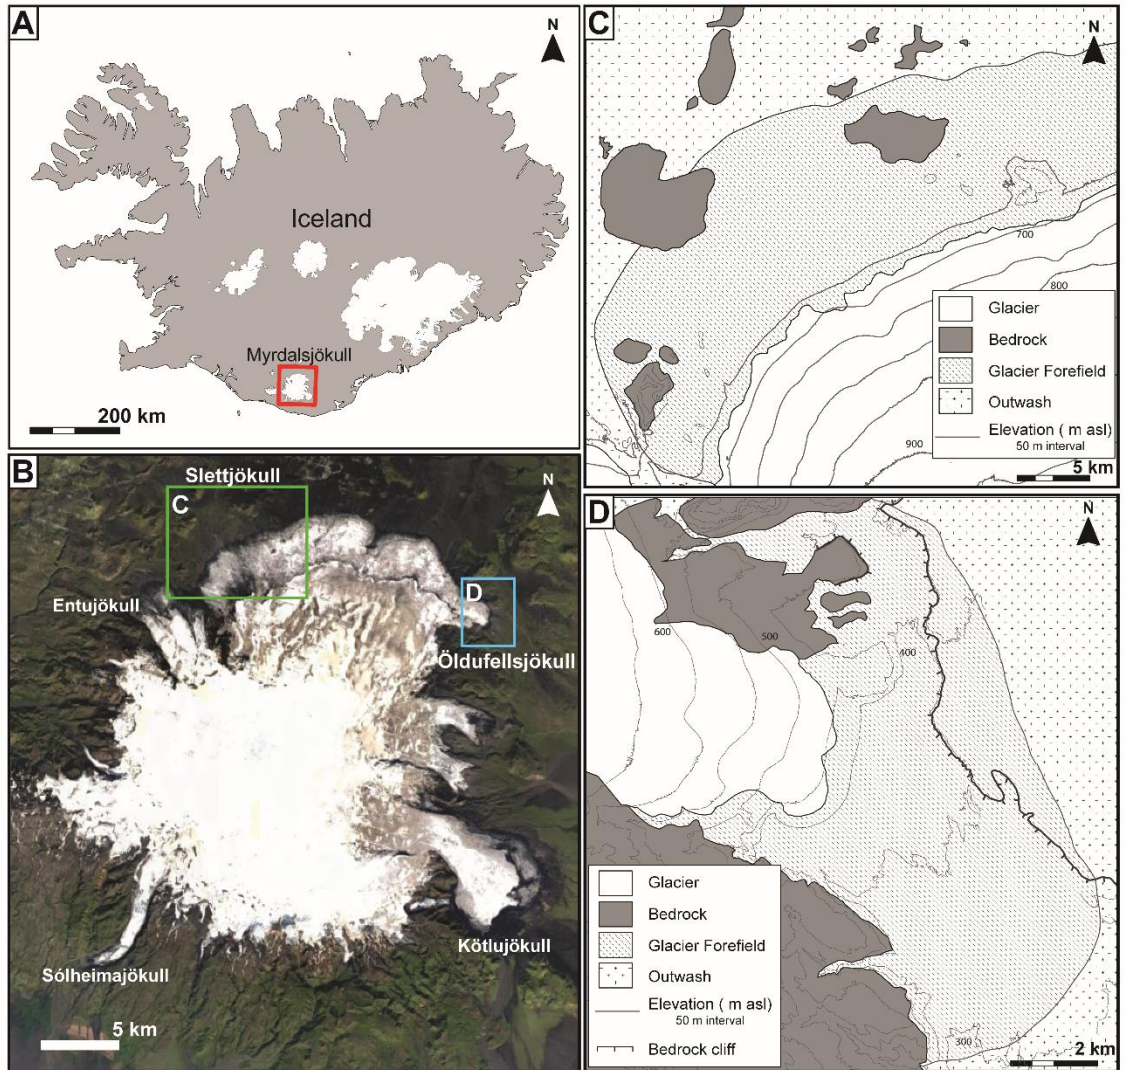 A
N
Iceland
Myrdalsjökull
200 km
B
Slettjökull
N
C
Entujökull
D
Öldufellsjökull
Kötlujökull
Sólheimajökull
5 km
C
N
700
800
900
Glacier
Bedrock
Glacier Forefield
Outwash
Elevation ( m asl)
50 m interval
5 km
D
N
600
500
400
300
Glacier
Bedrock
Glacier Forefield
Outwash
Elevation ( m asl)
50 m interval
Bedrock cliff
2 km